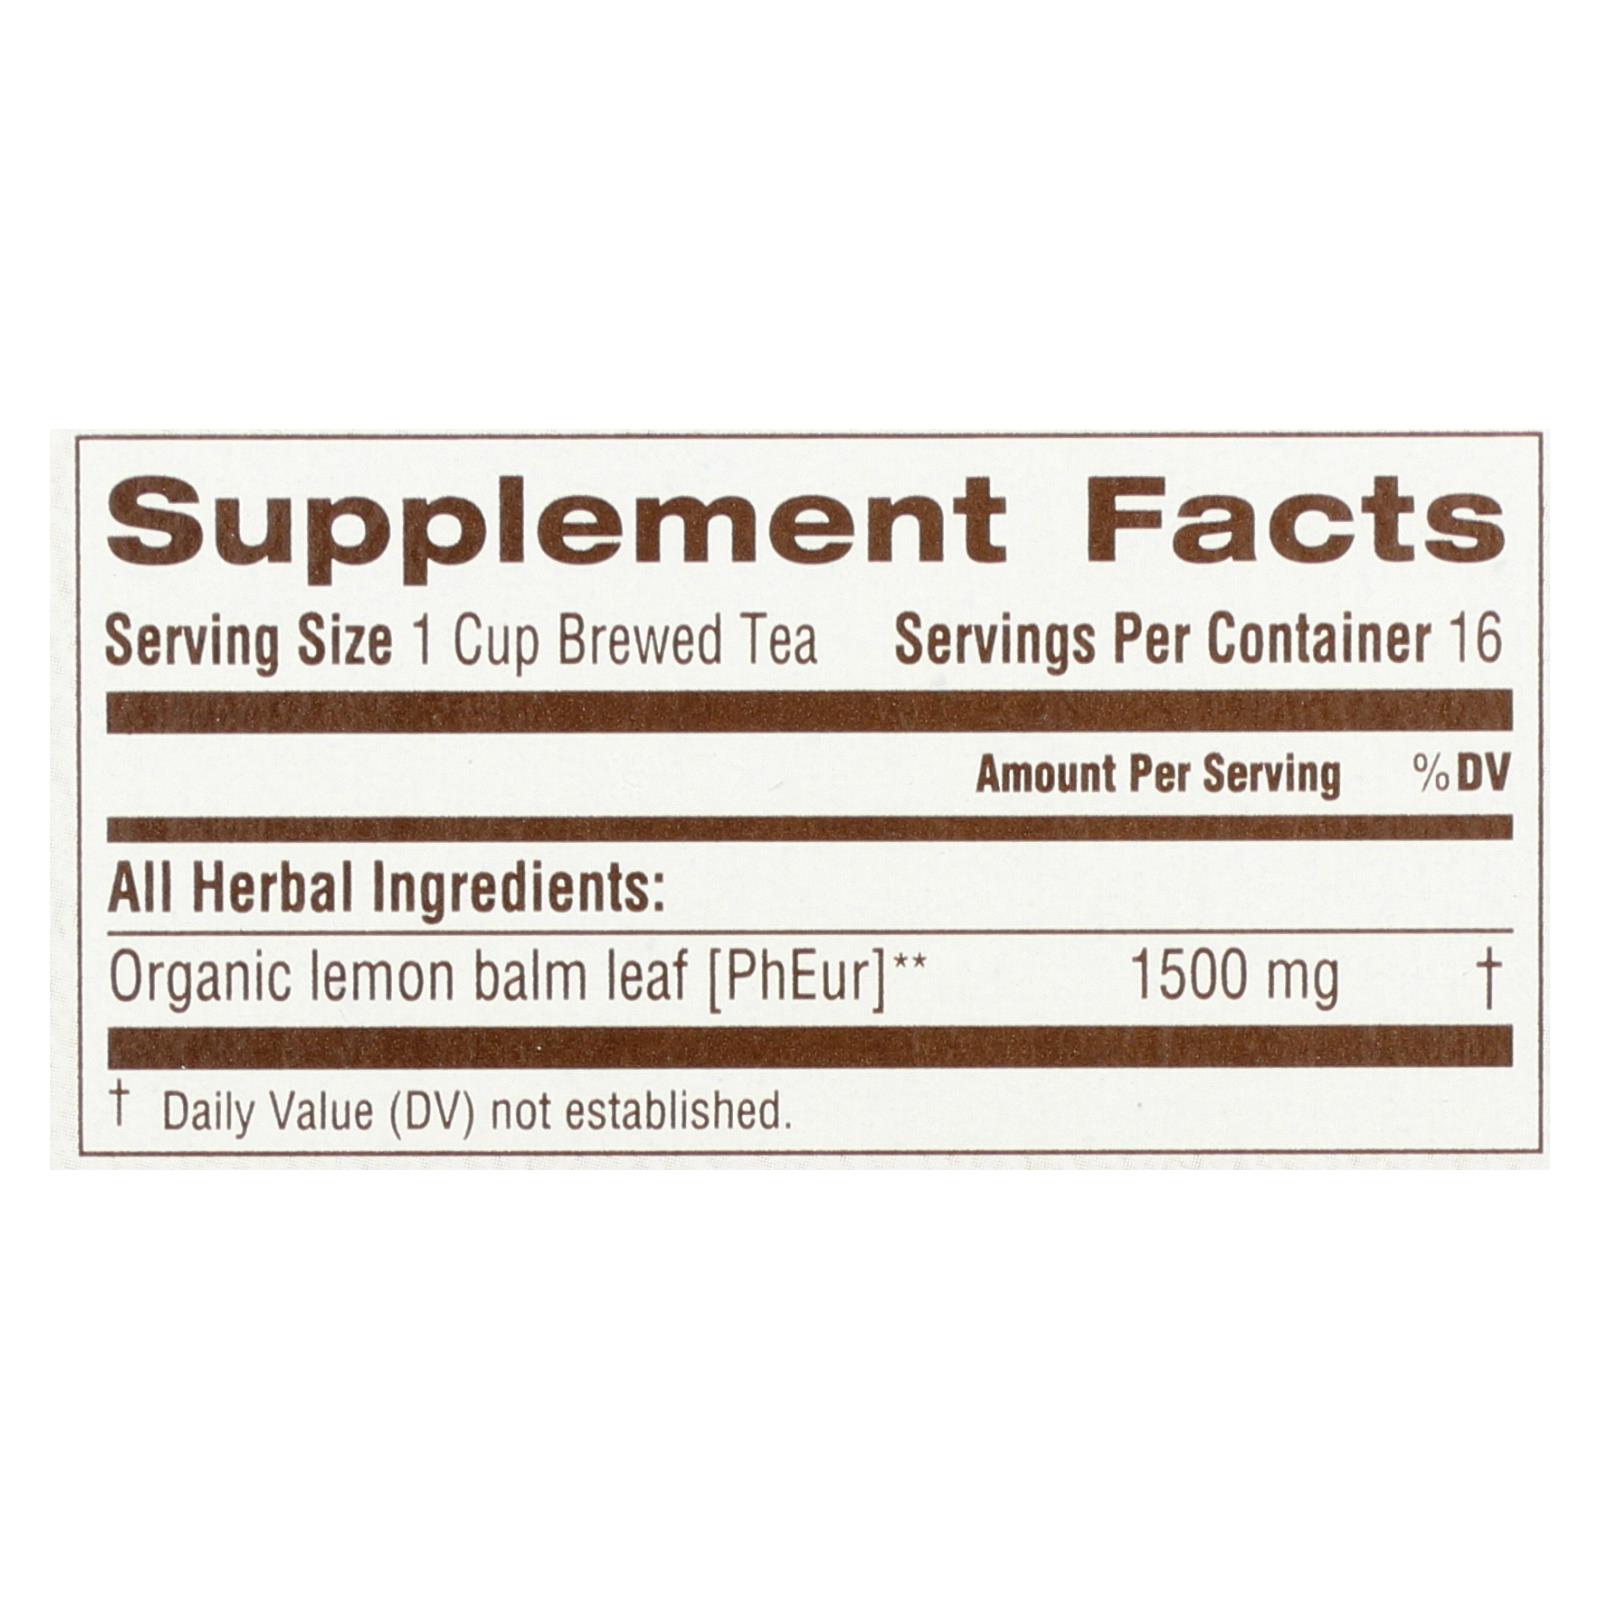 Supplement Facts
Serving Size 1 Cup Brewed Tea Servings Per Container 16
Amount Per Serving %DV
All Herbal Ingredients:
Organic lemon balm leaf [PhEur]** 1500 mg †
† Daily Value (DV) not established.